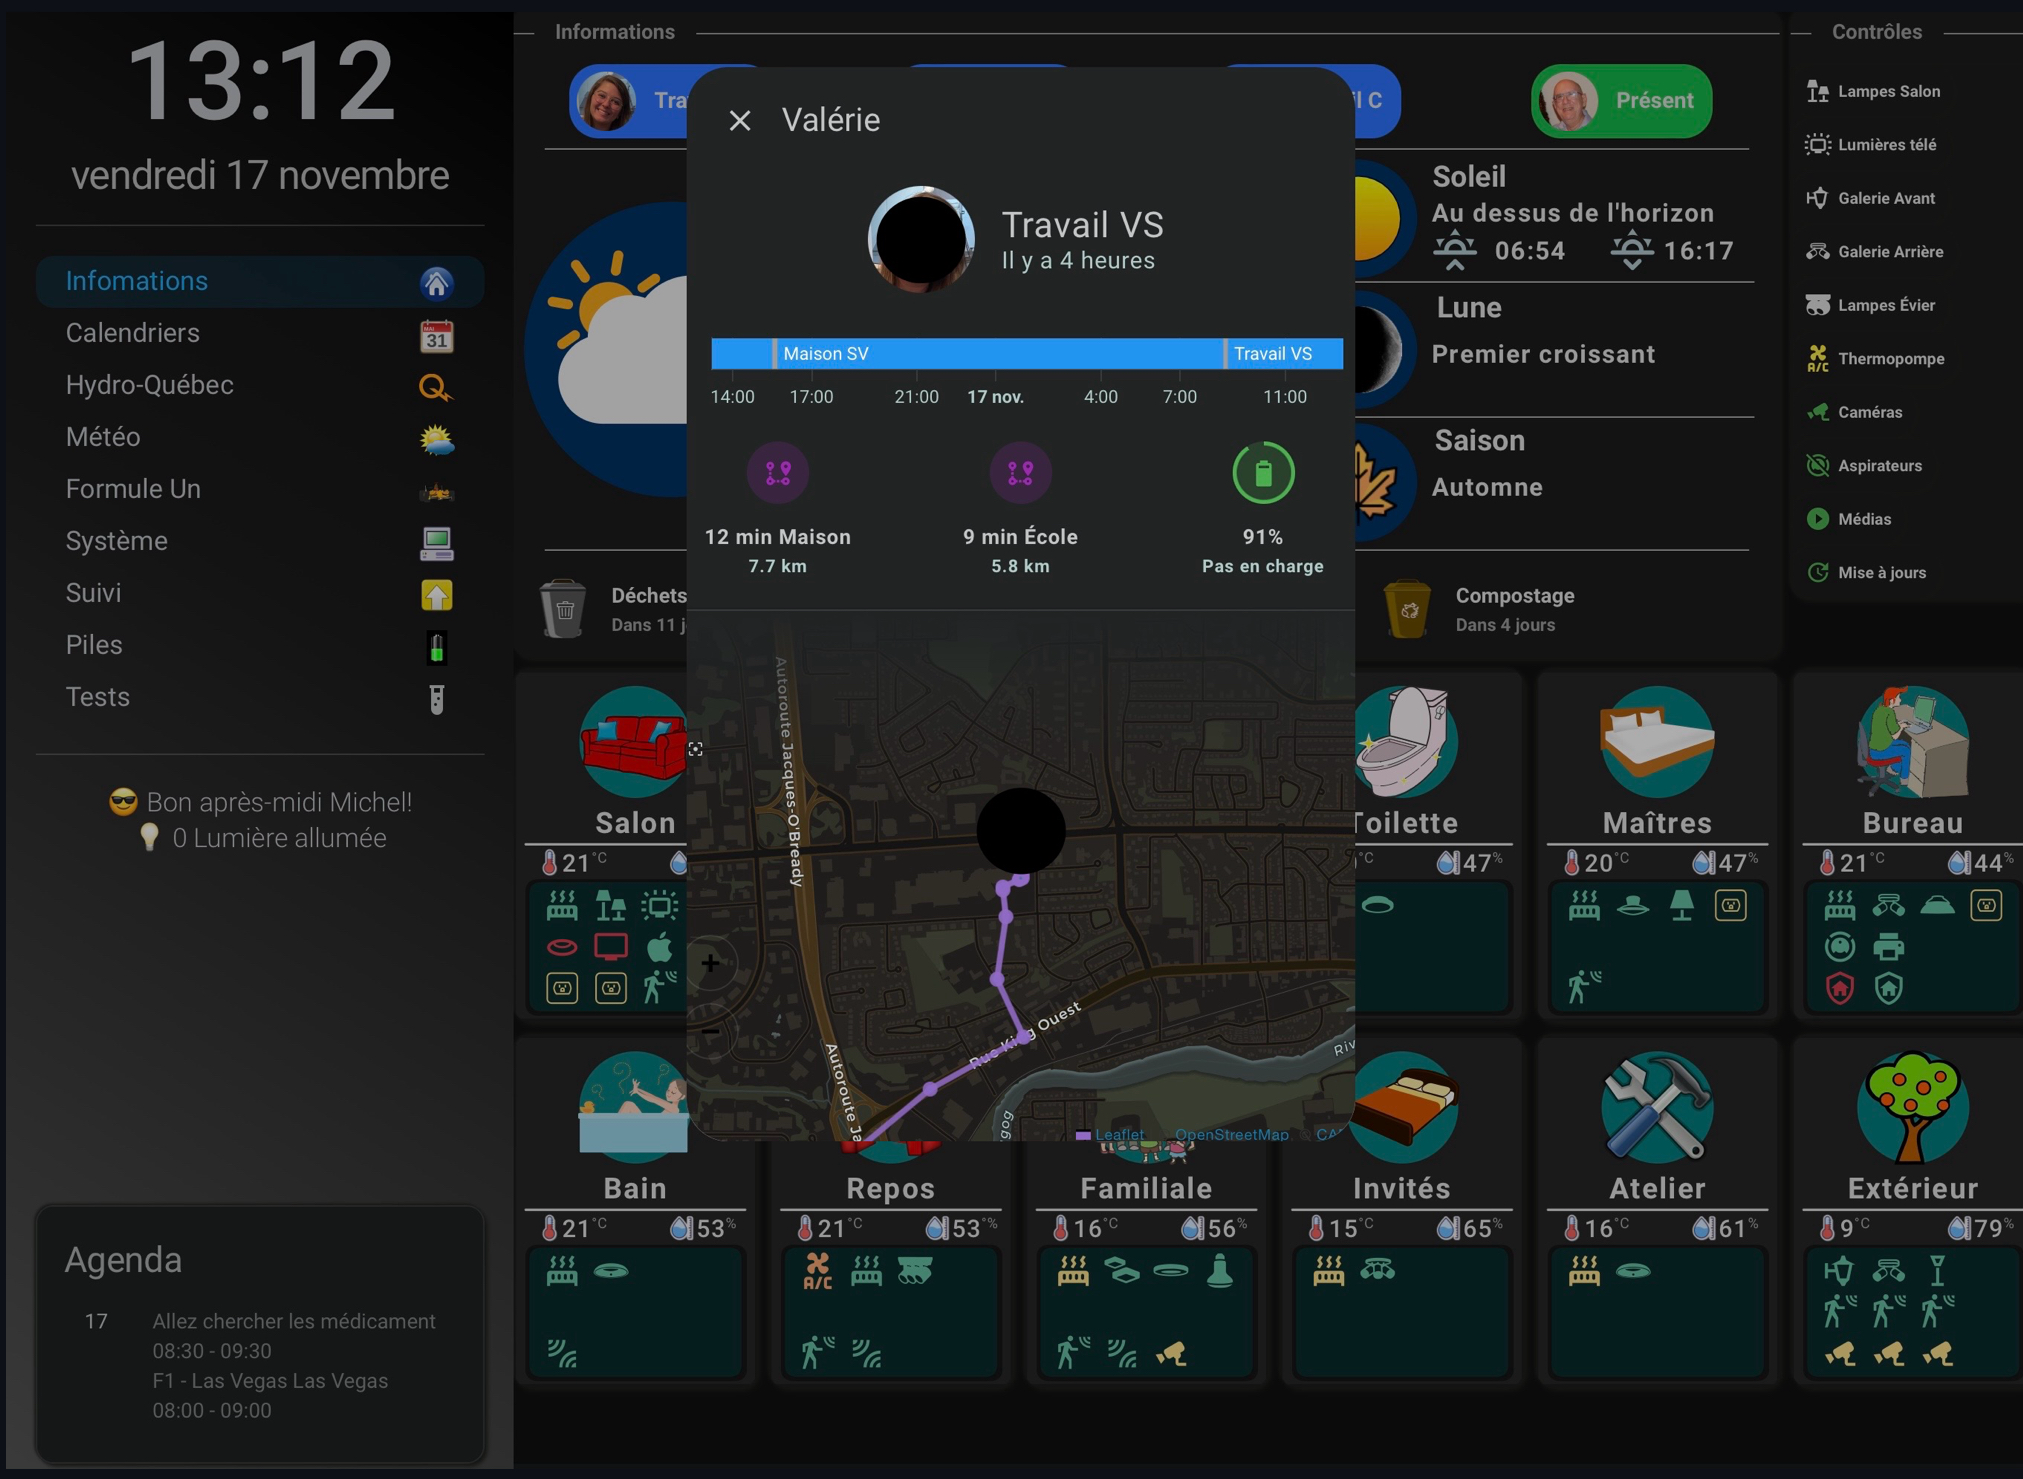 13:12
vendredi 17 novembre
Infomations
Calendriers
MAI
31
Hydro-Québec
Météo
Formule Un
Système
Suivi
Piles
Tests
😎 Bon après-midi Michel!
💡 0 Lumière allumée
Agenda
17 Allez chercher les médicament
08:30 - 09:30
F1 - Las Vegas Las Vegas
08:00 - 09:00
Informations
Présent
Valérie
Travail VS
Il y a 4 heures
Maison SV Travail VS
14:00 17:00 21:00 17 nov. 4:00 7:00 11:00
12 min Maison
7.7 km
9 min École
5.8 km
91%
Pas en charge
Autoroute Jacques-O'Bready
+
−
Rue King Ouest
Leaflet OpenStreetMap
Soleil
Au dessus de l'horizon
06:54 16:17
Lune
Premier croissant
Saison
Automne
Déchets
Dans 11 j
Compostage
Dans 4 jours
Contrôles
Lampes Salon
Lumières télé
Galerie Avant
Galerie Arrière
Lampes Évier
A/C
Thermopompe
Caméras
Aspirateurs
Médias
Mise à jours
Salon
21°C
Toilette
47%
Maîtres
20°C 47%
Bureau
21°C 44%
Bain
21°C 53%
Repos
21°C 53°%
A/C
Familiale
16°C 56%
Invités
15°C 65%
Atelier
16°C 61%
Extérieur
9°C 79%